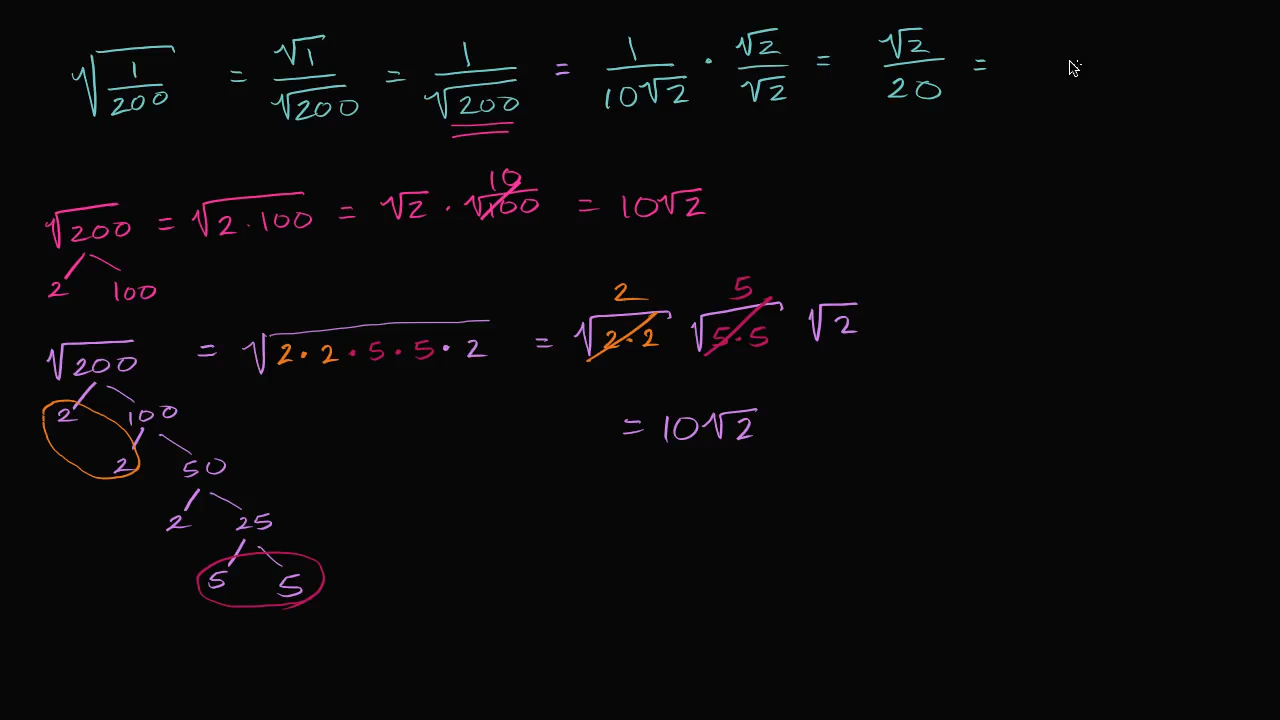 √(1/200) = √1/√200 = 1/√200 = 1/(10√2) · √2/√2 = √2/20 =
10
√200 = √(2·100) = √2 · √100 = 10√2
2 100
2 5
√200 = √(2·2·5·5·2) = √(2·2) √(5·5) √2
2 100 = 10√2
2 50
2 25
5 5